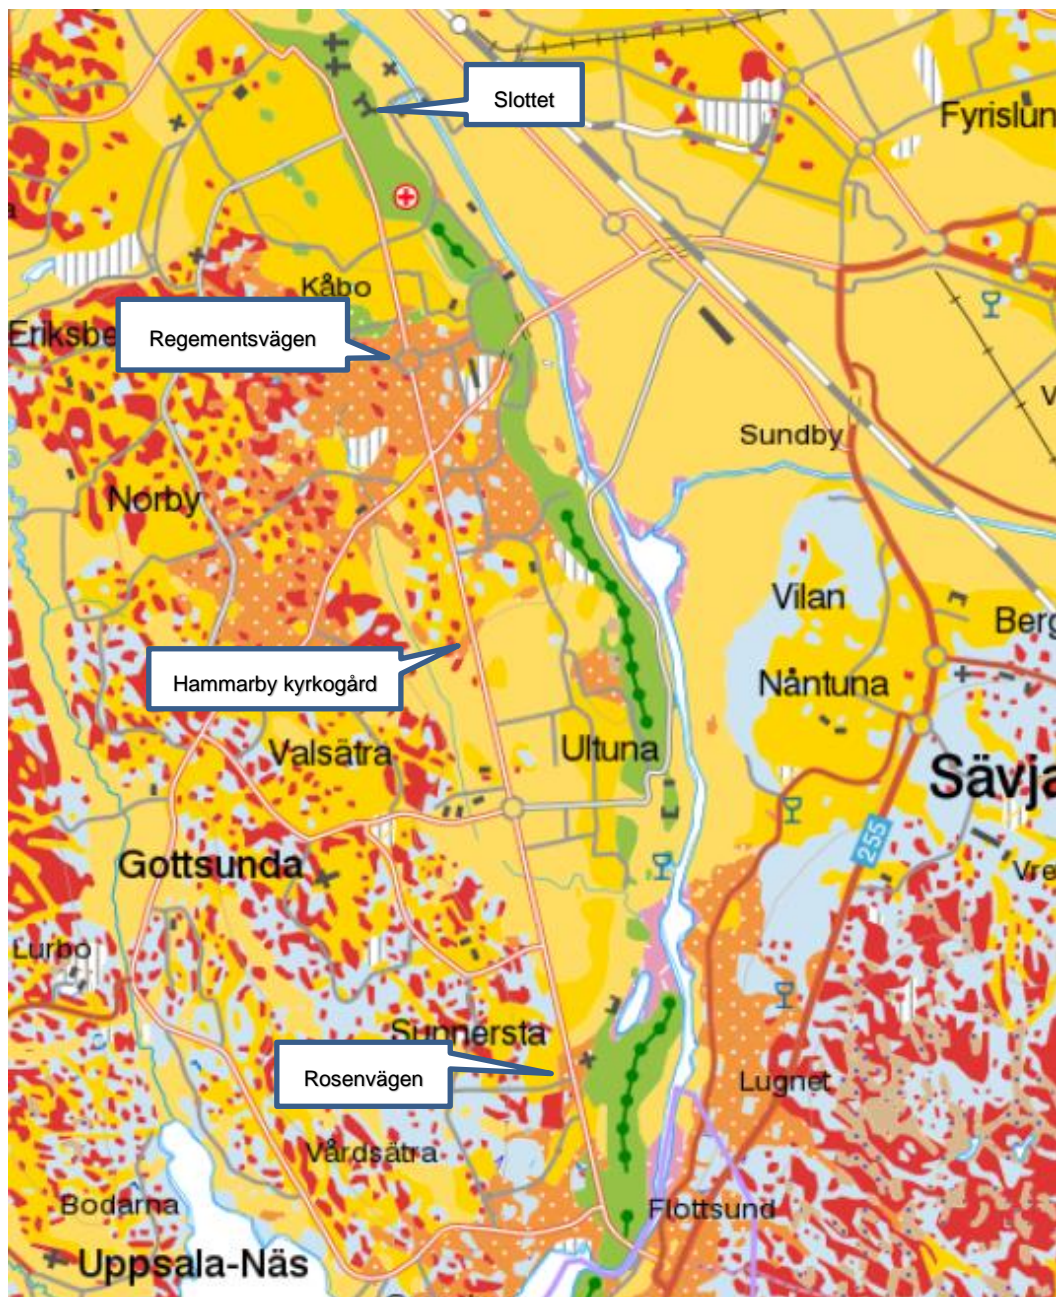 Slottet
Fyrislun
a
Kåbo
Eriksbe
Regementsvägen
V
Sundby
Norby
Vilan
Berg
Hammarby kyrkogård
Nåntuna
Valsätra
Ultuna
Sävja
255
Gottsunda
Vre
Lurbo
Sunnersta
Rosenvägen
Lugnet
Vårdsätra
Bodarna
Flottsund
Uppsala-Näs